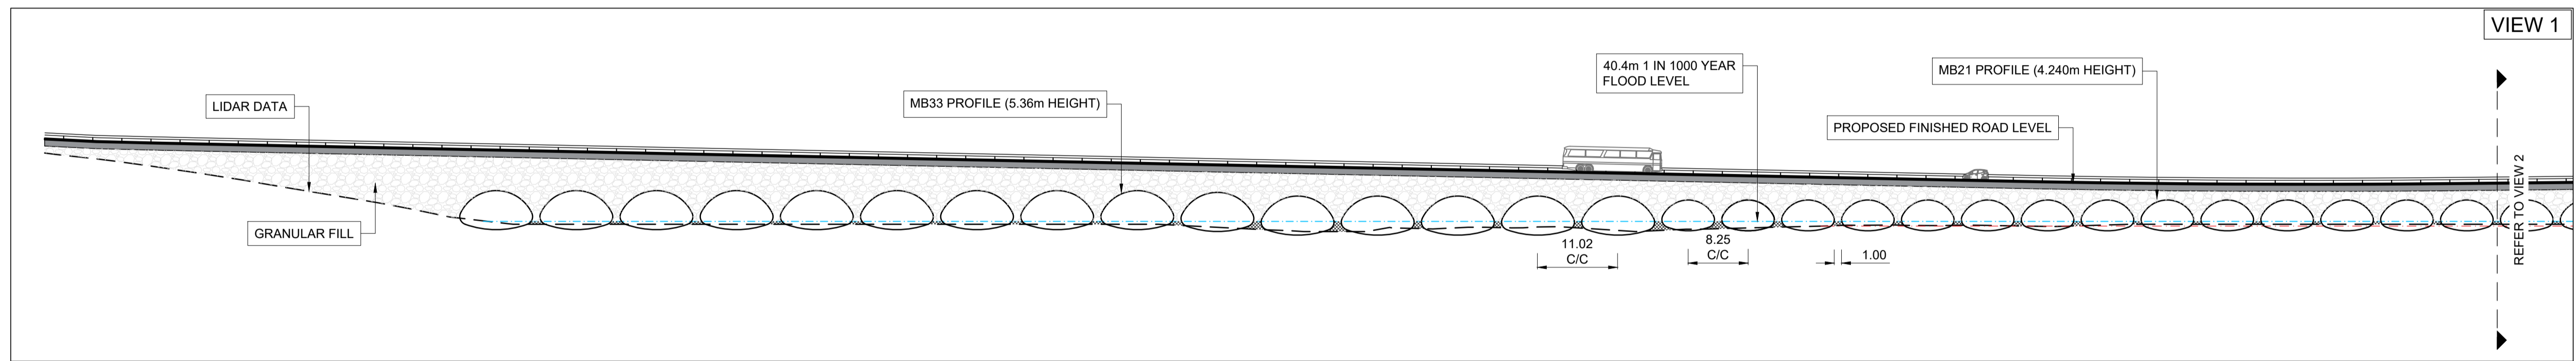 VIEW 1
40.4m 1 IN 1000 YEAR
FLOOD LEVEL
MB21 PROFILE (4.240m HEIGHT)
LIDAR DATA
MB33 PROFILE (5.36m HEIGHT)
PROPOSED FINISHED ROAD LEVEL
GRANULAR FILL
11.02
C/C
8.25
C/C
1.00
REFER TO VIEW 2